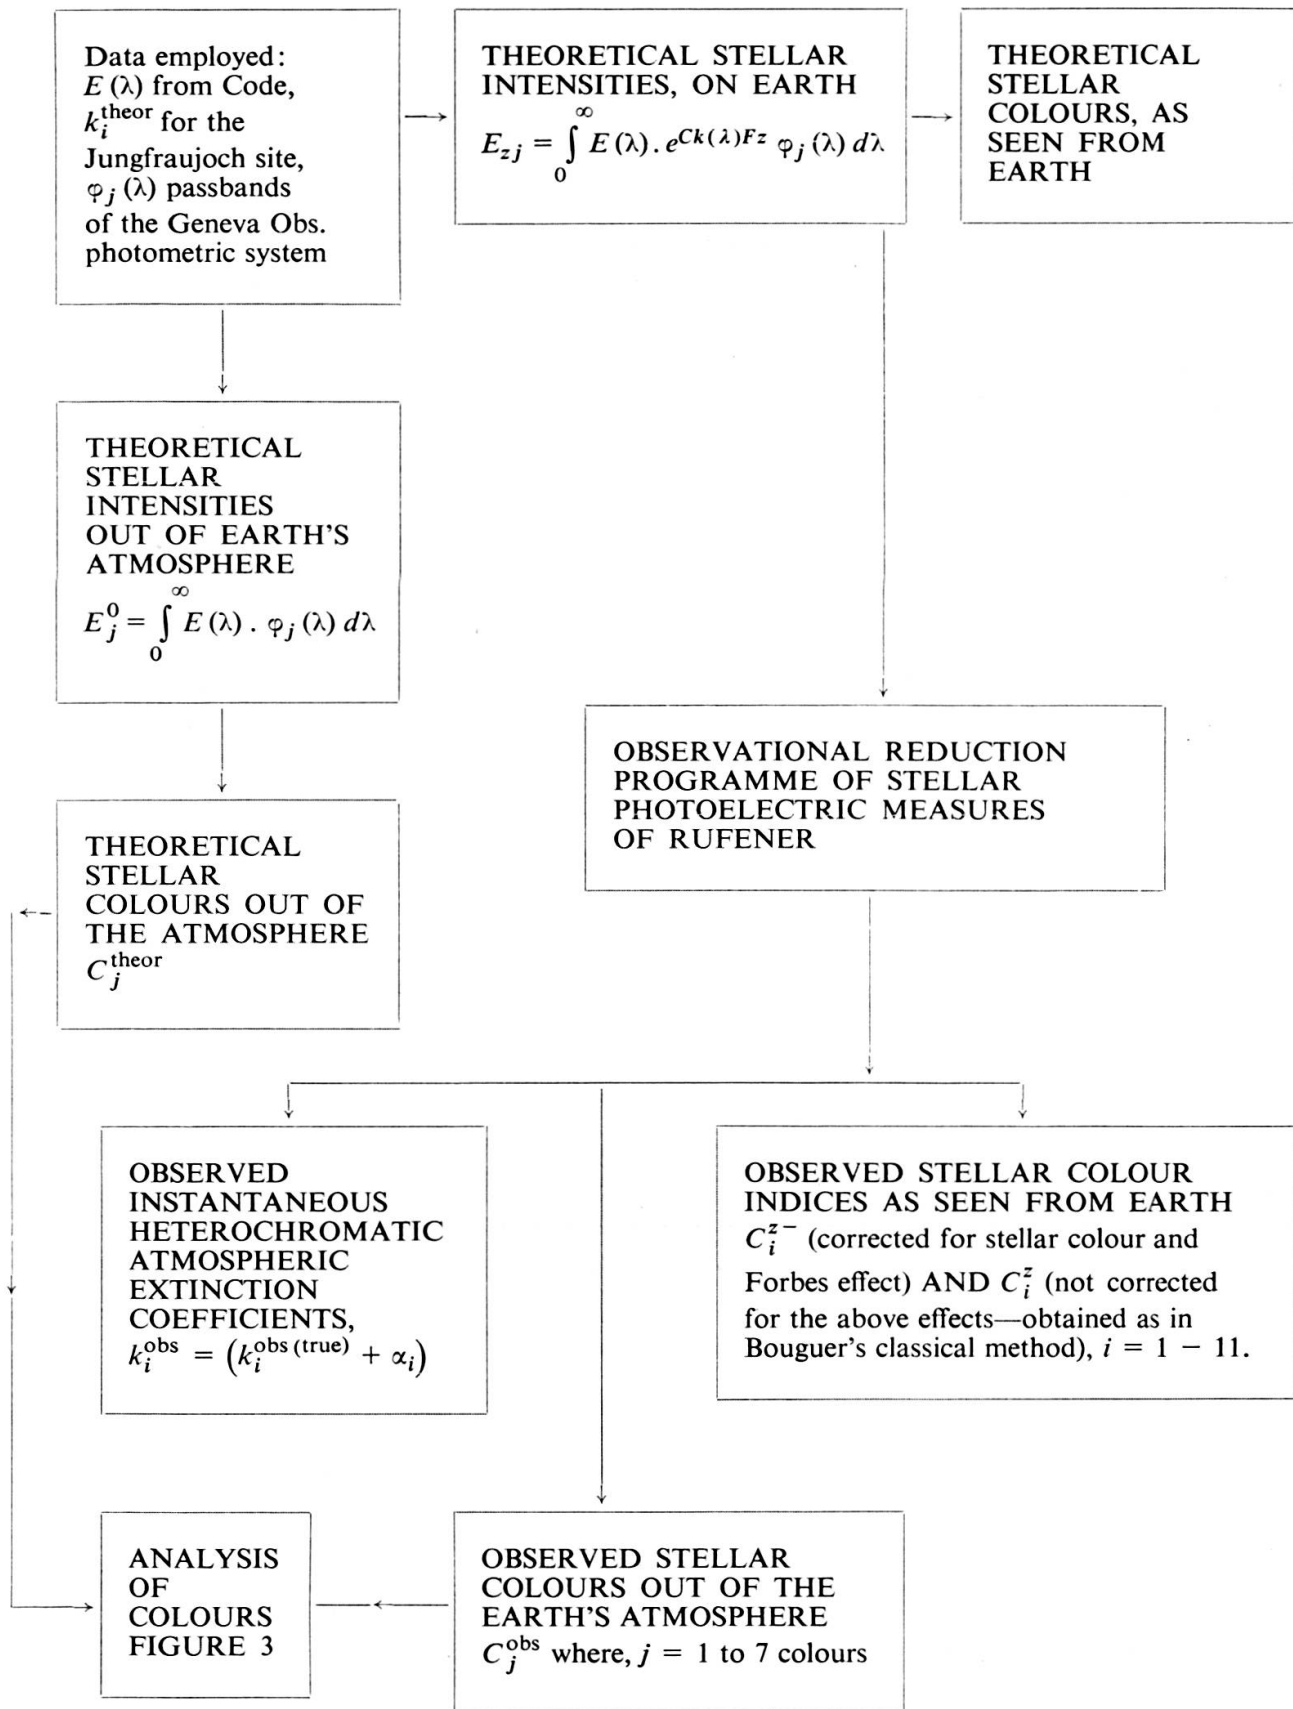 Data employed:
E (λ) from Code,
k_i^theor for the
Jungfraujoch site,
φ_j (λ) passbands
of the Geneva Obs.
photometric system
THEORETICAL STELLAR
INTENSITIES, ON EARTH
E_zj = ∫_0^∞ E (λ) . e^{Ck(λ)Fz} φ_j (λ) dλ
THEORETICAL
STELLAR
COLOURS, AS
SEEN FROM
EARTH
THEORETICAL
STELLAR
INTENSITIES
OUT OF EARTH'S
ATMOSPHERE
E_j^0 = ∫_0^∞ E (λ) . φ_j (λ) dλ
OBSERVATIONAL REDUCTION
PROGRAMME OF STELLAR
PHOTOELECTRIC MEASURES
OF RUFENER
THEORETICAL
STELLAR
COLOURS OUT OF
THE ATMOSPHERE
C_j^theor
OBSERVED
INSTANTANEOUS
HETEROCHROMATIC
ATMOSPHERIC
EXTINCTION
COEFFICIENTS,
k_i^obs = (k_i^obs (true) + α_i)
OBSERVED STELLAR COLOUR
INDICES AS SEEN FROM EARTH
C_i^{z−} (corrected for stellar colour and
Forbes effect) AND C_i^z (not corrected
for the above effects—obtained as in
Bouguer's classical method), i = 1 − 11.
ANALYSIS
OF
COLOURS
FIGURE 3
OBSERVED STELLAR
COLOURS OUT OF THE
EARTH'S ATMOSPHERE
C_j^obs where, j = 1 to 7 colours